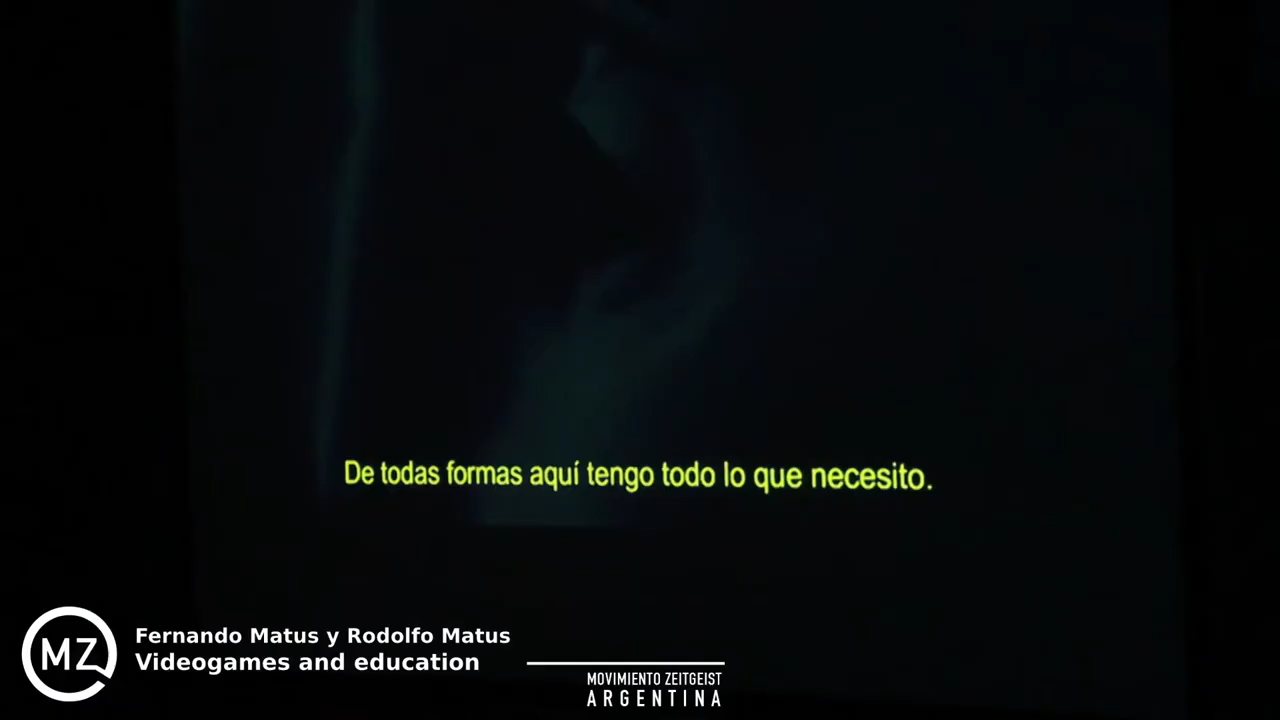 De todas formas aquí tengo todo lo que necesito.
MZ
Fernando Matus y Rodolfo Matus
Videogames and education
MOVIMIENTO ZEITGEIST
ARGENTINA